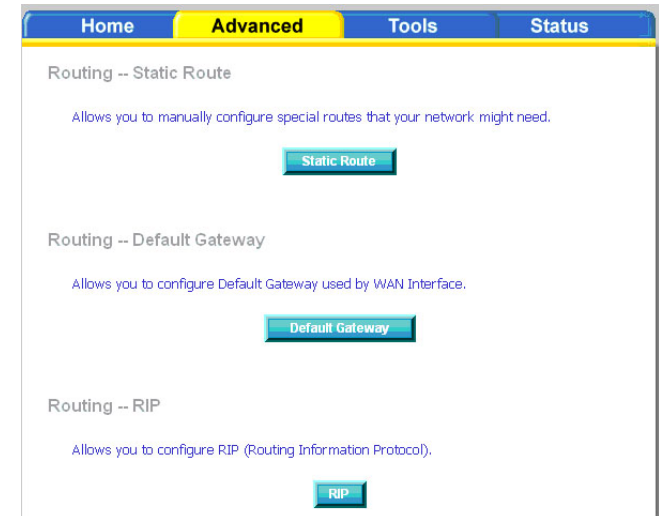 Home Advanced Tools Status
Routing -- Static Route
Allows you to manually configure special routes that your network might need.
Static Route
Routing -- Default Gateway
Allows you to configure Default Gateway used by WAN Interface.
Default Gateway
Routing -- RIP
Allows you to configure RIP (Routing Information Protocol).
RIP